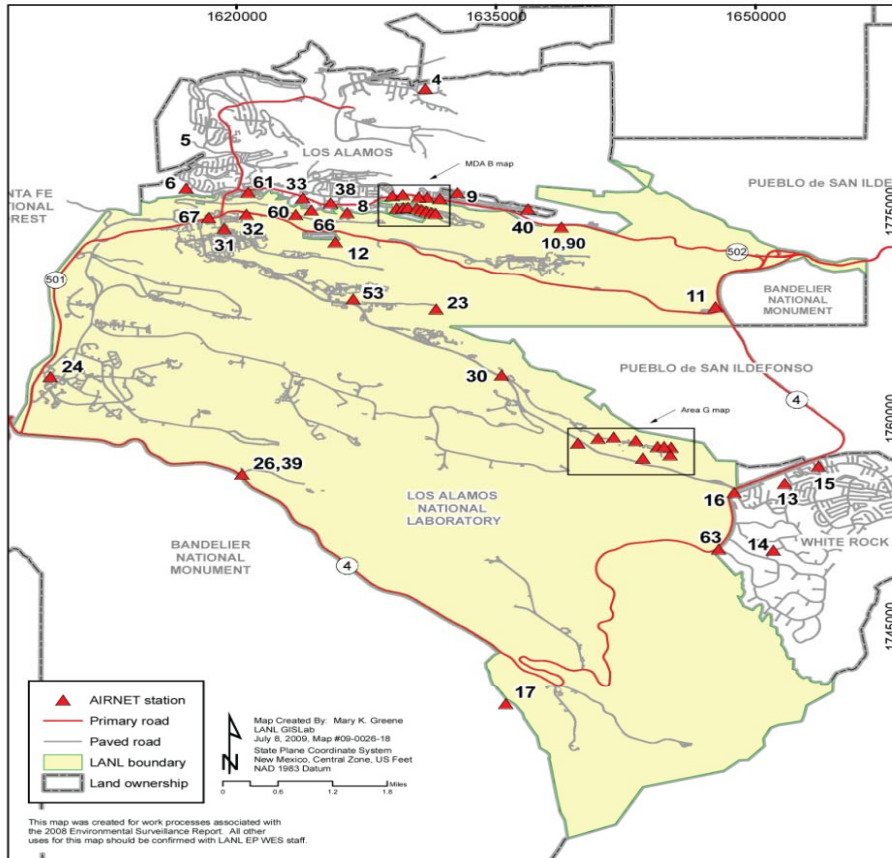 1620000
1635000
1650000
4
5
LOS ALAMOS
MDA B map
6
61
33
38
9
PUEBLO de SAN ILDE
NTA FE
TIONAL
OREST
67
60
8
40
1775000
31
32
66
10,90
502
12
501
53
23
11
BANDELIER
NATIONAL
MONUMENT
24
30
PUEBLO de SAN ILDEFONSO
4
Area G map
1760000
26,39
15
LOS ALAMOS
NATIONAL
LABORATORY
16
13
BANDELIER
NATIONAL
MONUMENT
63
14
WHITE ROCK
4
1745000
17
AIRNET station
Primary road
Paved road
LANL boundary
Land ownership
N
Map Created By: Mary K. Greene
LANL GISLab
July 8, 2009, Map #09-0026-18
State Plane Coordinate System
New Mexico, Central Zone, US Feet
NAD 1983 Datum
Miles
0 0.6 1.2 1.8
This map was created for work processes associated with
the 2008 Environmental Surveillance Report. All other
uses for this map should be confirmed with LANL EP WES staff.